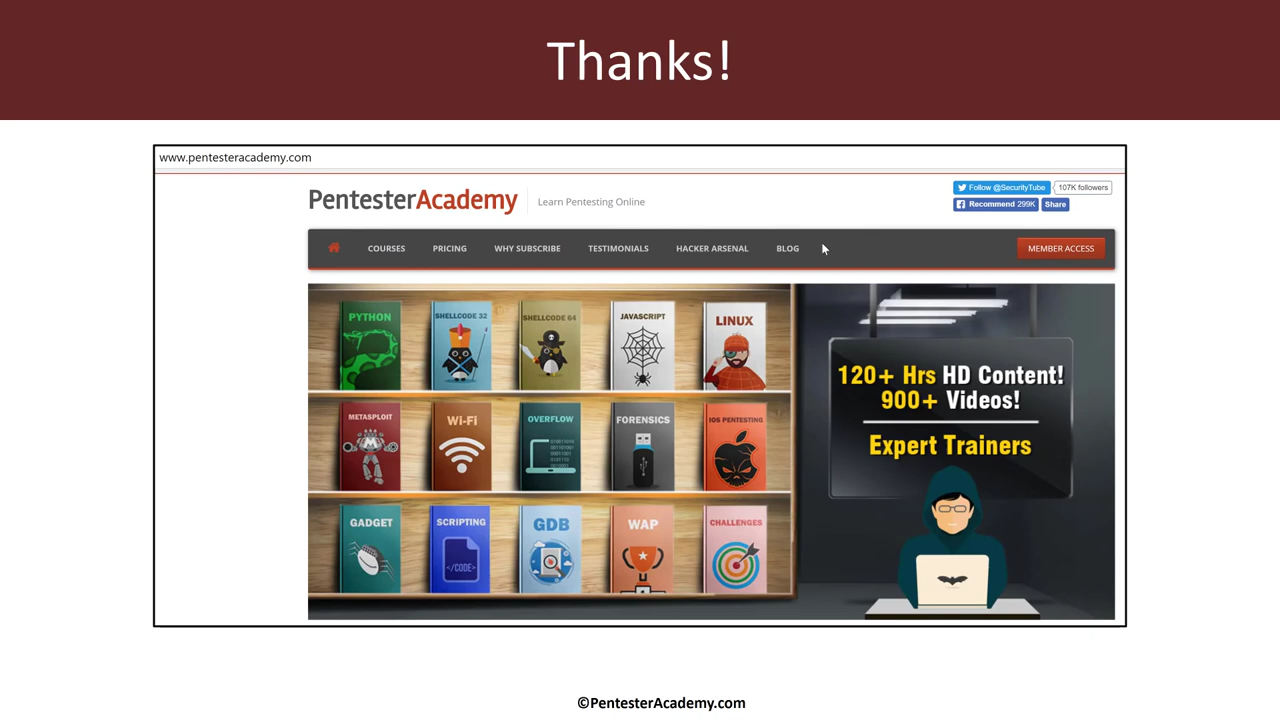 Thanks!
www.pentesteracademy.com
PentesterAcademy
Learn Pentesting Online
Follow @SecurityTube
107K followers
Recommend 299K
Share
COURSES
PRICING
WHY SUBSCRIBE
TESTIMONIALS
HACKER ARSENAL
BLOG
MEMBER ACCESS
PYTHON
SHELLCODE 32
SHELLCODE 64
JAVASCRIPT
LINUX
120+ Hrs HD Content!
900+ Videos!
Expert Trainers
METASPLOIT
Wi-Fi
OVERFLOW
FORENSICS
IOS PENTESTING
GADGET
SCRIPTING
</CODE>
GDB
WAP
CHALLENGES
©PentesterAcademy.com